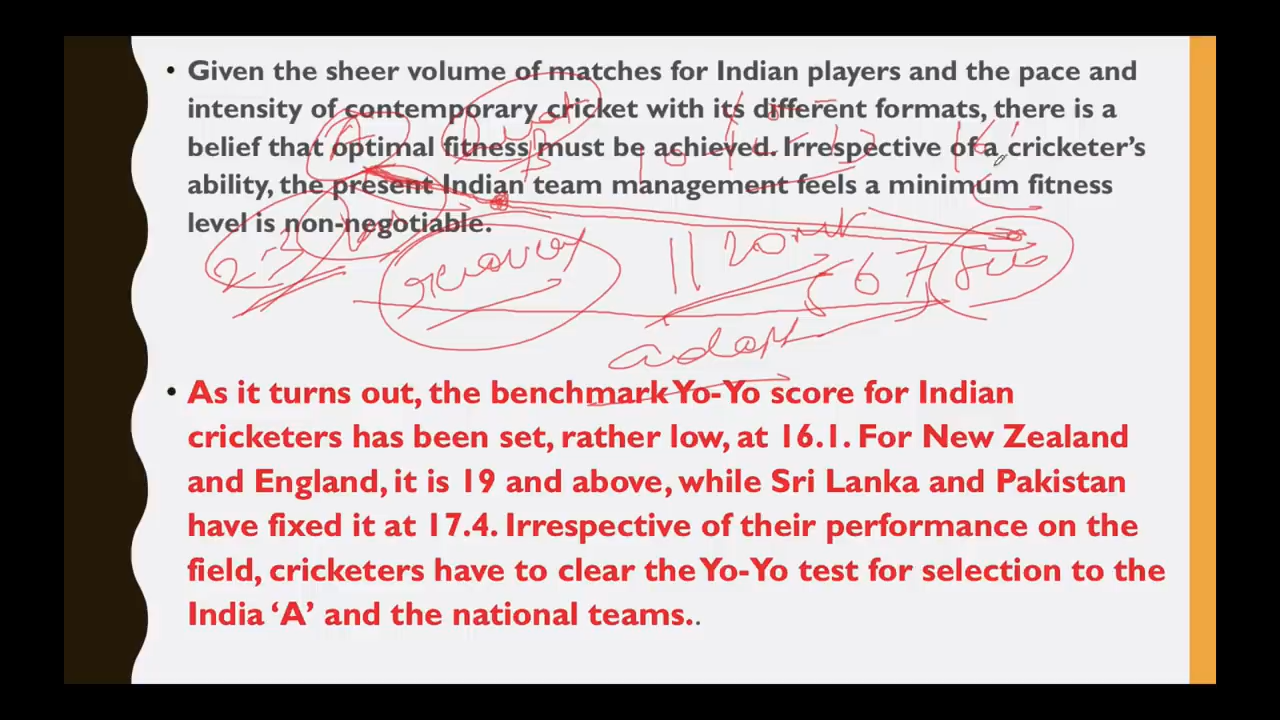 • Given the sheer volume of matches for Indian players and the pace and
intensity of contemporary cricket with its different formats, there is a
belief that optimal fitness must be achieved. Irrespective of a cricketer's
ability, the present Indian team management feels a minimum fitness
level is non-negotiable.
recovery
1120 mtr
adapt
• As it turns out, the benchmark Yo-Yo score for Indian
cricketers has been set, rather low, at 16.1. For New Zealand
and England, it is 19 and above, while Sri Lanka and Pakistan
have fixed it at 17.4. Irrespective of their performance on the
field, cricketers have to clear the Yo-Yo test for selection to the
India ‘A’ and the national teams..